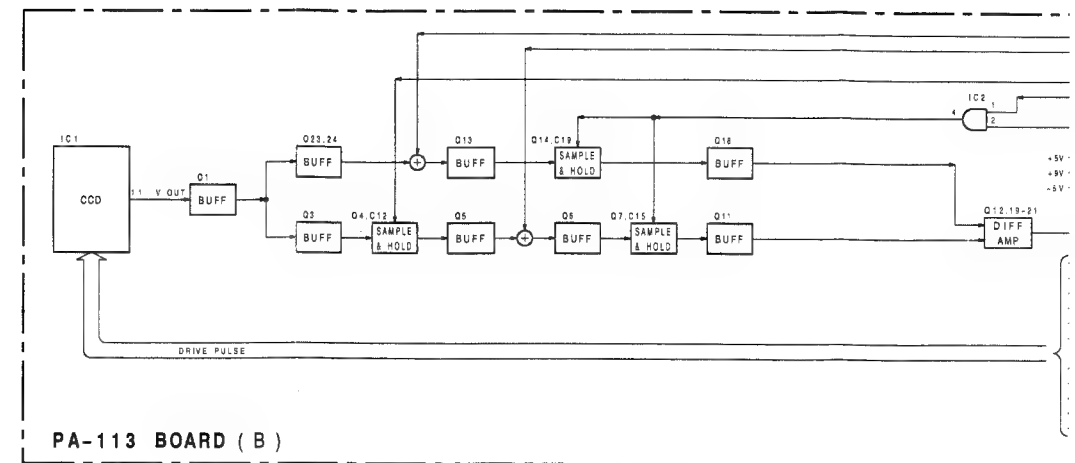 IC1
CCD
11 V OUT
Q1
BUFF
Q23,24
BUFF
Q13
BUFF
Q14,C19
SAMPLE
& HOLD
Q18
BUFF
IC2
4
1
2
+5V
+9V
-5V
Q3
BUFF
Q4,C12
SAMPLE
& HOLD
Q5
BUFF
Q6
BUFF
Q7,C15
SAMPLE
& HOLD
Q11
BUFF
Q12,19-21
DIFF
AMP
DRIVE PULSE
PA-113 BOARD (B)